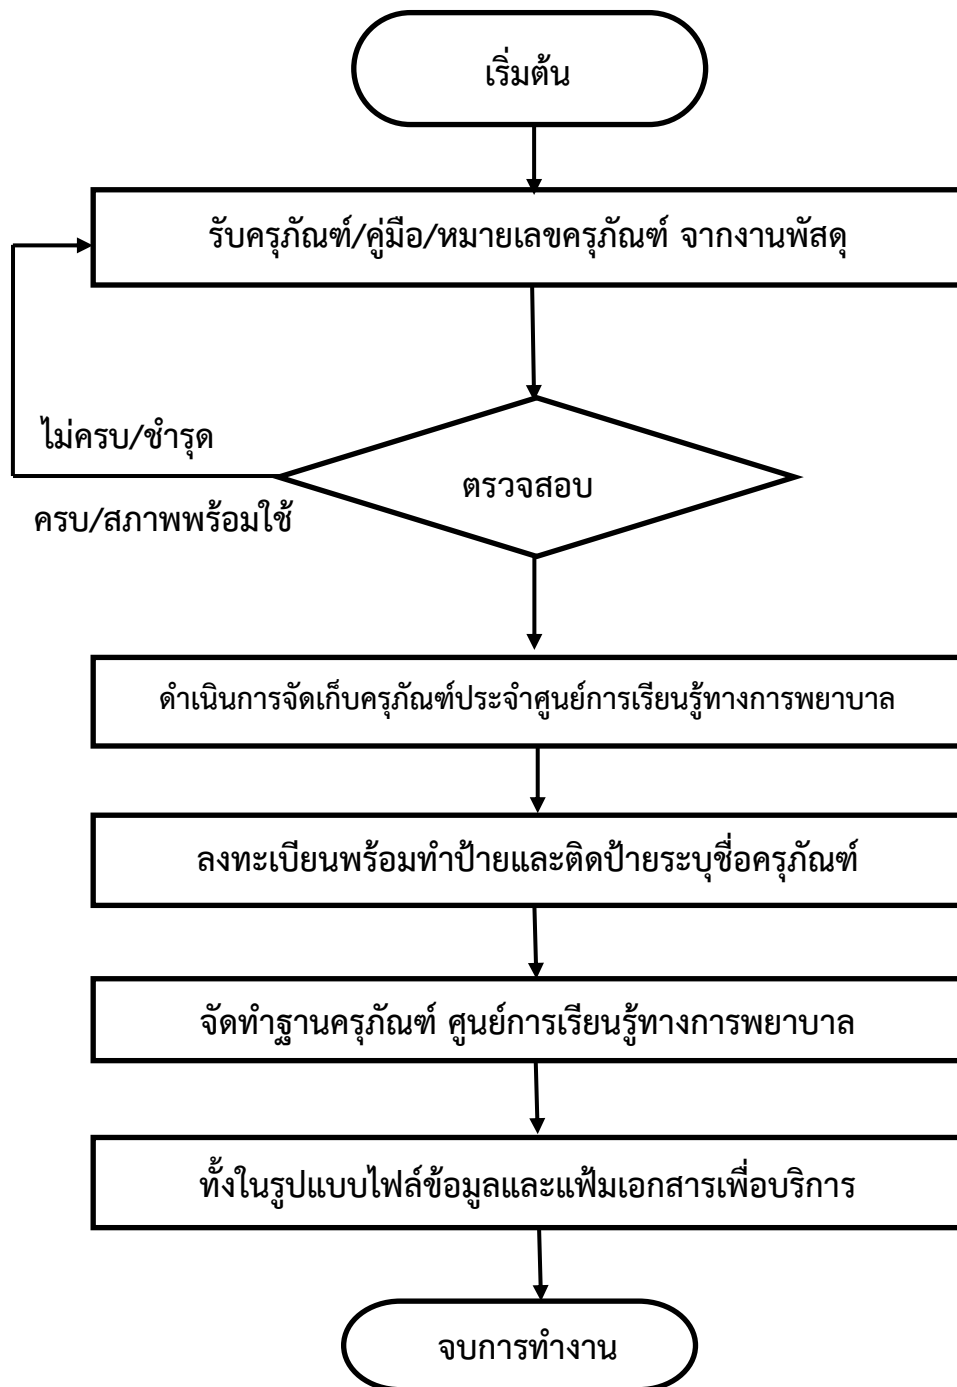 เริ่มต้น
รับครุภัณฑ์/คู่มือ/หมายเลขครุภัณฑ์ จากงานพัสดุ
ไม่ครบ/ชำรุด
ตรวจสอบ
ครบ/สภาพพร้อมใช้
ดำเนินการจัดเก็บครุภัณฑ์ประจำศูนย์การเรียนรู้ทางการพยาบาล
ลงทะเบียนพร้อมทำป้ายและติดป้ายระบุชื่อครุภัณฑ์
จัดทำฐานครุภัณฑ์ ศูนย์การเรียนรู้ทางการพยาบาล
ทั้งในรูปแบบไฟล์ข้อมูลและแฟ้มเอกสารเพื่อบริการ
จบการทำงาน